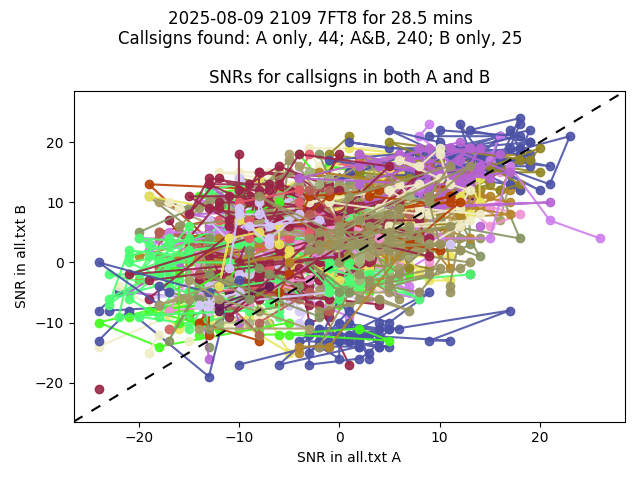 2025-08-09 2109 7FT8 for 28.5 mins
Callsigns found: A only, 44; A&B, 240; B only, 25
SNRs for callsigns in both A and B
SNR in all.txt B
20
10
0
−10
−20
−20
−10
0
10
20
SNR in all.txt A